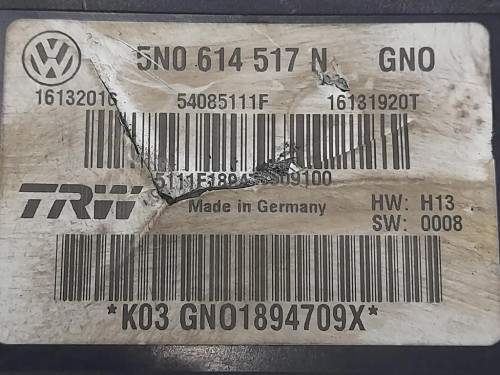 5N0 614 517 N GNO
16132016 54085111F 16131920T
TRW Made in Germany HW: H13
SW: 0008
*K03 GNO1894709X*